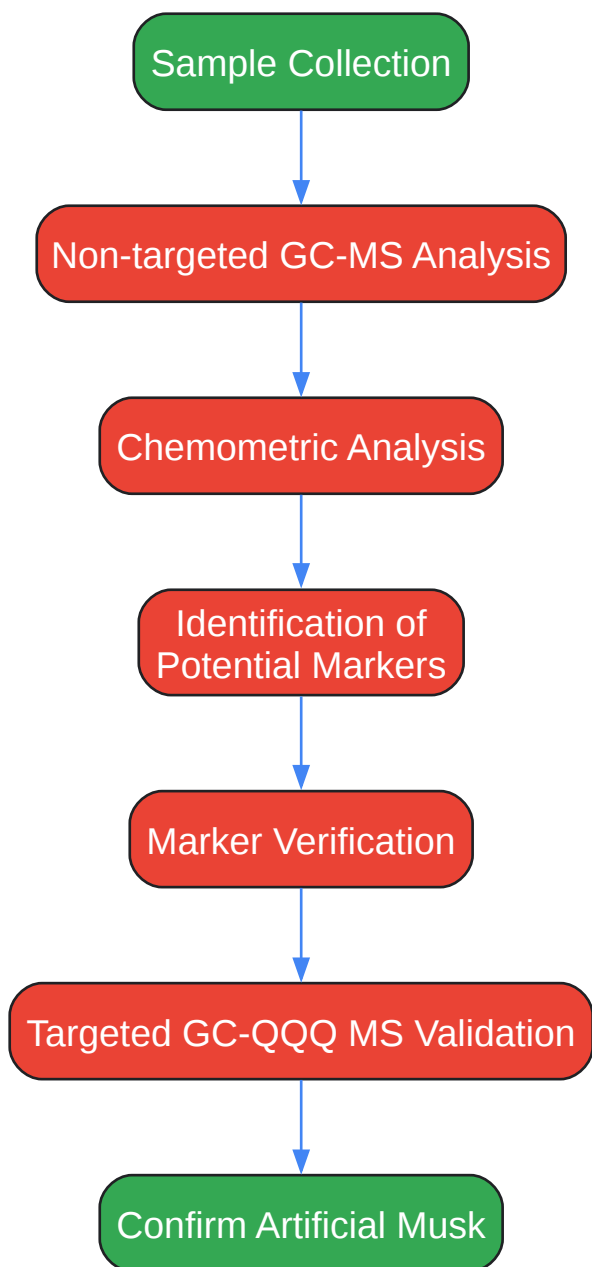 Sample Collection
Non-targeted GC-MS Analysis
Chemometric Analysis
Identification of
Potential Markers
Marker Verification
Targeted GC-QQQ MS Validation
Confirm Artificial Musk